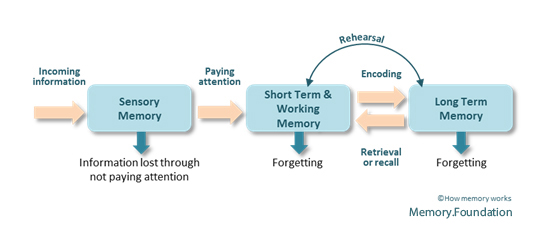 Rehearsal
Incoming
information
Paying
attention
Encoding
Sensory
Memory
Short Term &
Working
Memory
Long Term
Memory
Information lost through
not paying attention
Forgetting
Retrieval
or recall
Forgetting
©How memory works
Memory.Foundation